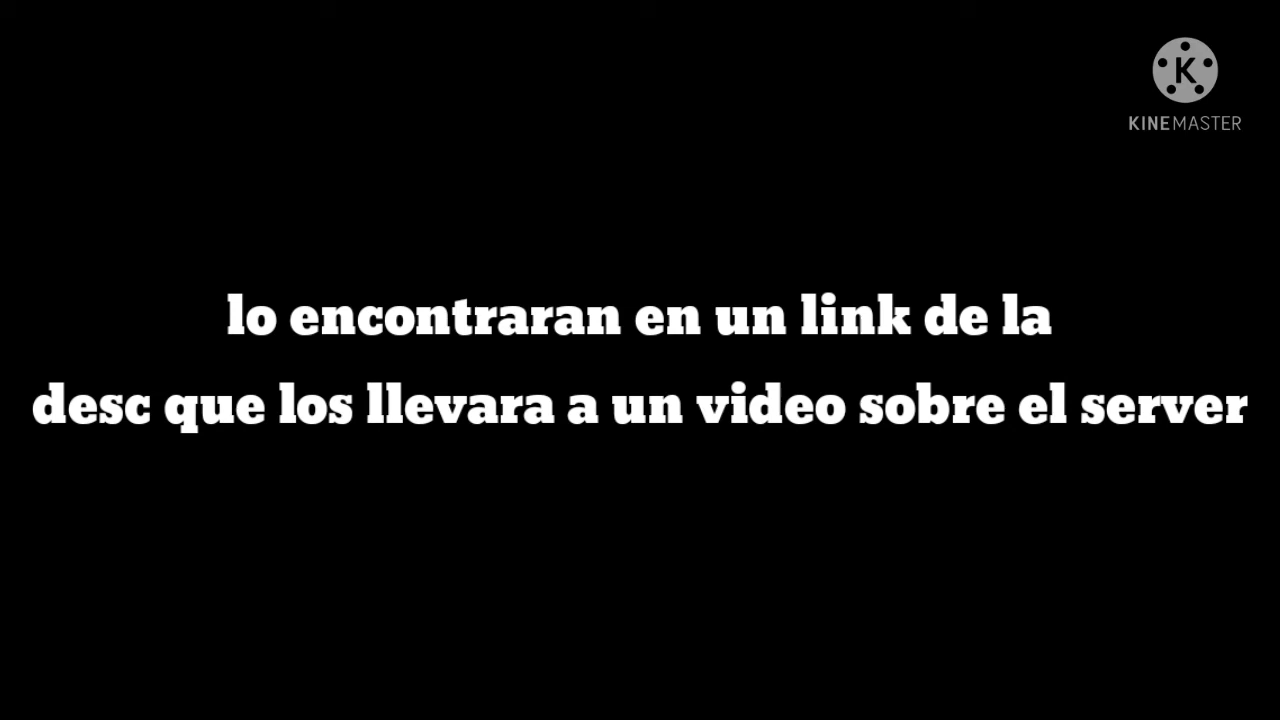 K
KINEMASTER
lo encontraran en un link de la
desc que los llevara a un video sobre el server